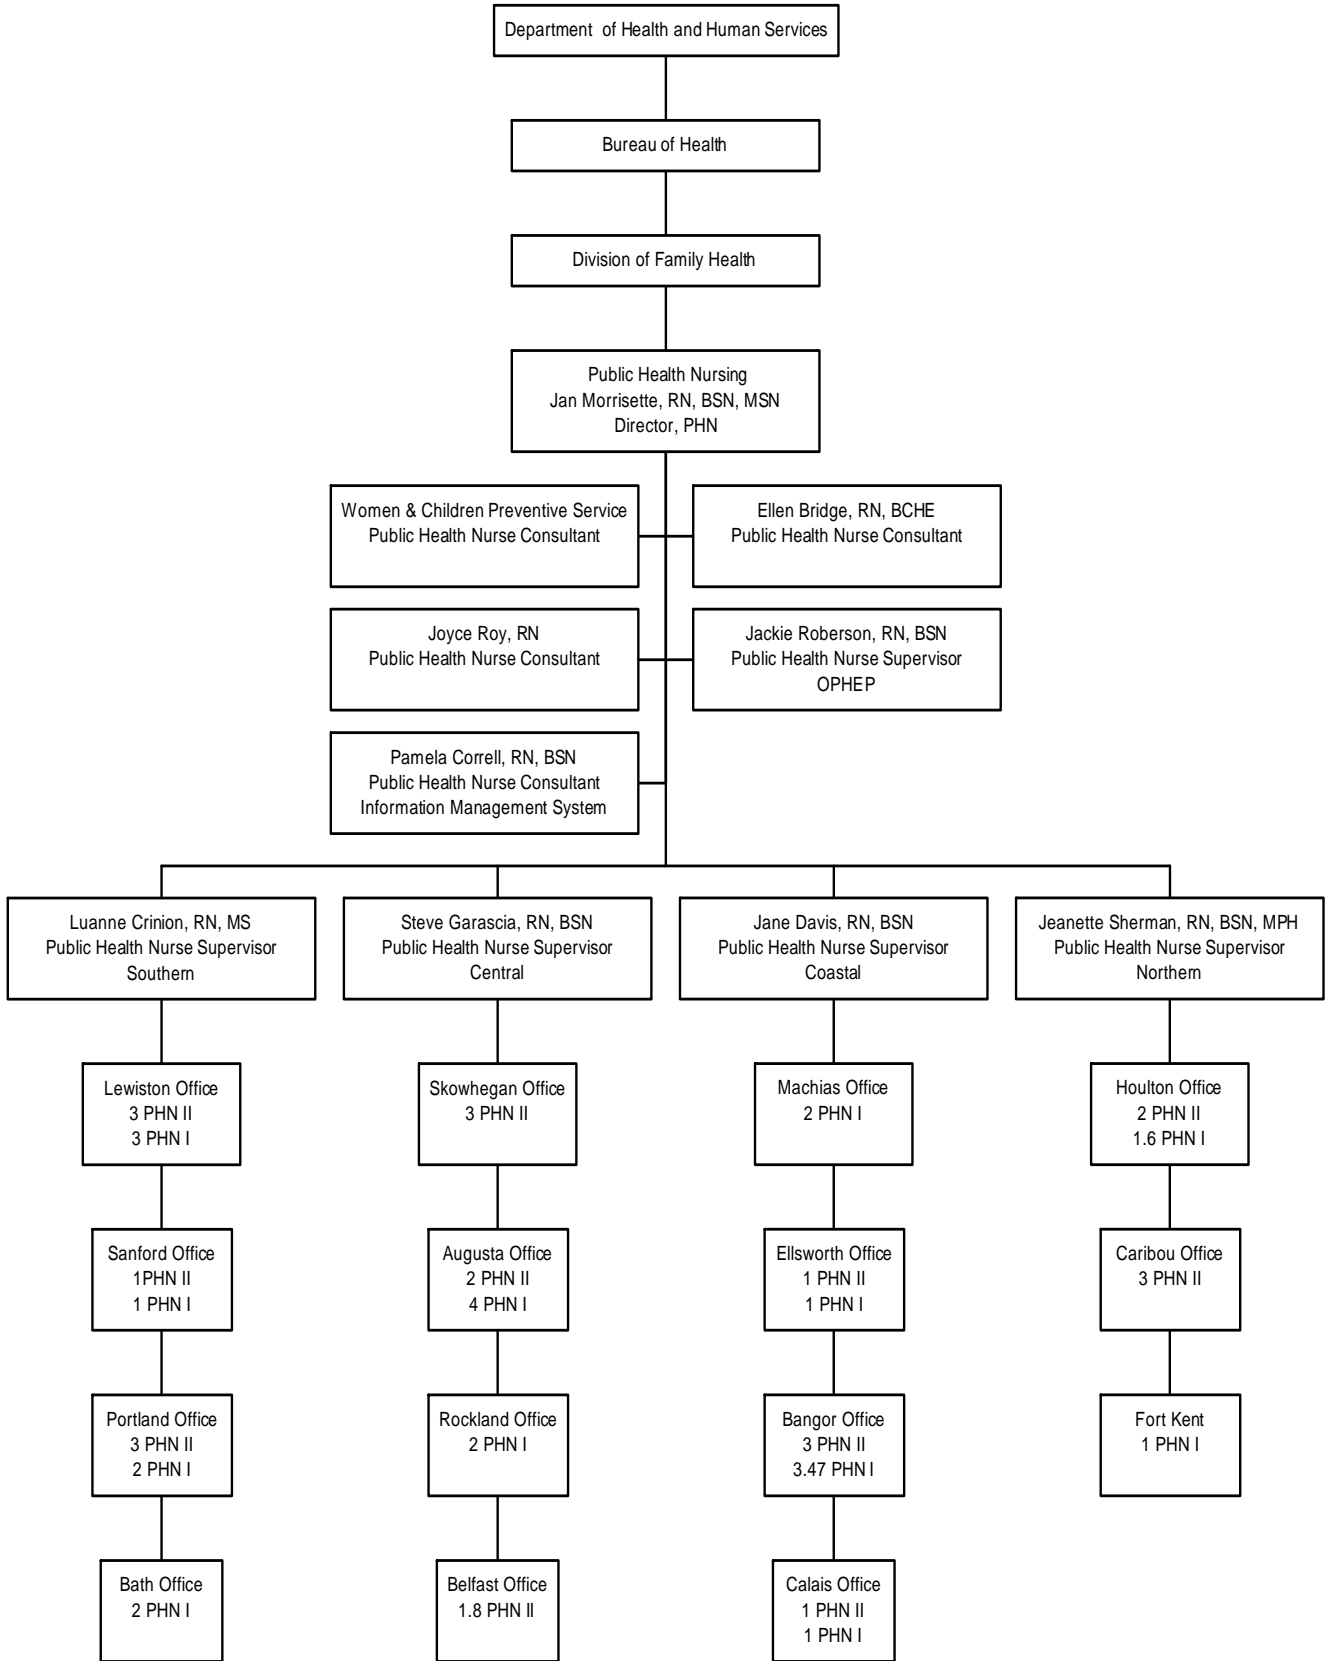 Department of Health and Human Services
Bureau of Health
Division of Family Health
Public Health Nursing
Jan Morrisette, RN, BSN, MSN
Director, PHN
Women & Children Preventive Service
Public Health Nurse Consultant
Ellen Bridge, RN, BCHE
Public Health Nurse Consultant
Joyce Roy, RN
Public Health Nurse Consultant
Jackie Roberson, RN, BSN
Public Health Nurse Supervisor
OPHEP
Pamela Correll, RN, BSN
Public Health Nurse Consultant
Information Management System
Luanne Crinion, RN, MS
Public Health Nurse Supervisor
Southern
Steve Garascia, RN, BSN
Public Health Nurse Supervisor
Central
Jane Davis, RN, BSN
Public Health Nurse Supervisor
Coastal
Jeanette Sherman, RN, BSN, MPH
Public Health Nurse Supervisor
Northern
Lewiston Office
3 PHN II
3 PHN I
Skowhegan Office
3 PHN II
Machias Office
2 PHN I
Houlton Office
2 PHN II
1.6 PHN I
Sanford Office
1PHN II
1 PHN I
Augusta Office
2 PHN II
4 PHN I
Ellsworth Office
1 PHN II
1 PHN I
Caribou Office
3 PHN II
Portland Office
3 PHN II
2 PHN I
Rockland Office
2 PHN I
Bangor Office
3 PHN II
3.47 PHN I
Fort Kent
1 PHN I
Bath Office
2 PHN I
Belfast Office
1.8 PHN II
Calais Office
1 PHN II
1 PHN I